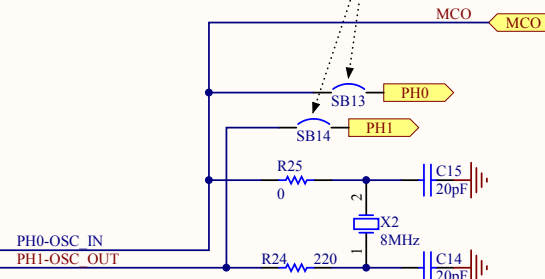 MCO
MCO
PH0
SB13
PH1
SB14
R25
0
C15
20pF
2
X2
8MHz
1
PH0-OSC_IN
PH1-OSC_OUT
R24
220
C14
20pF